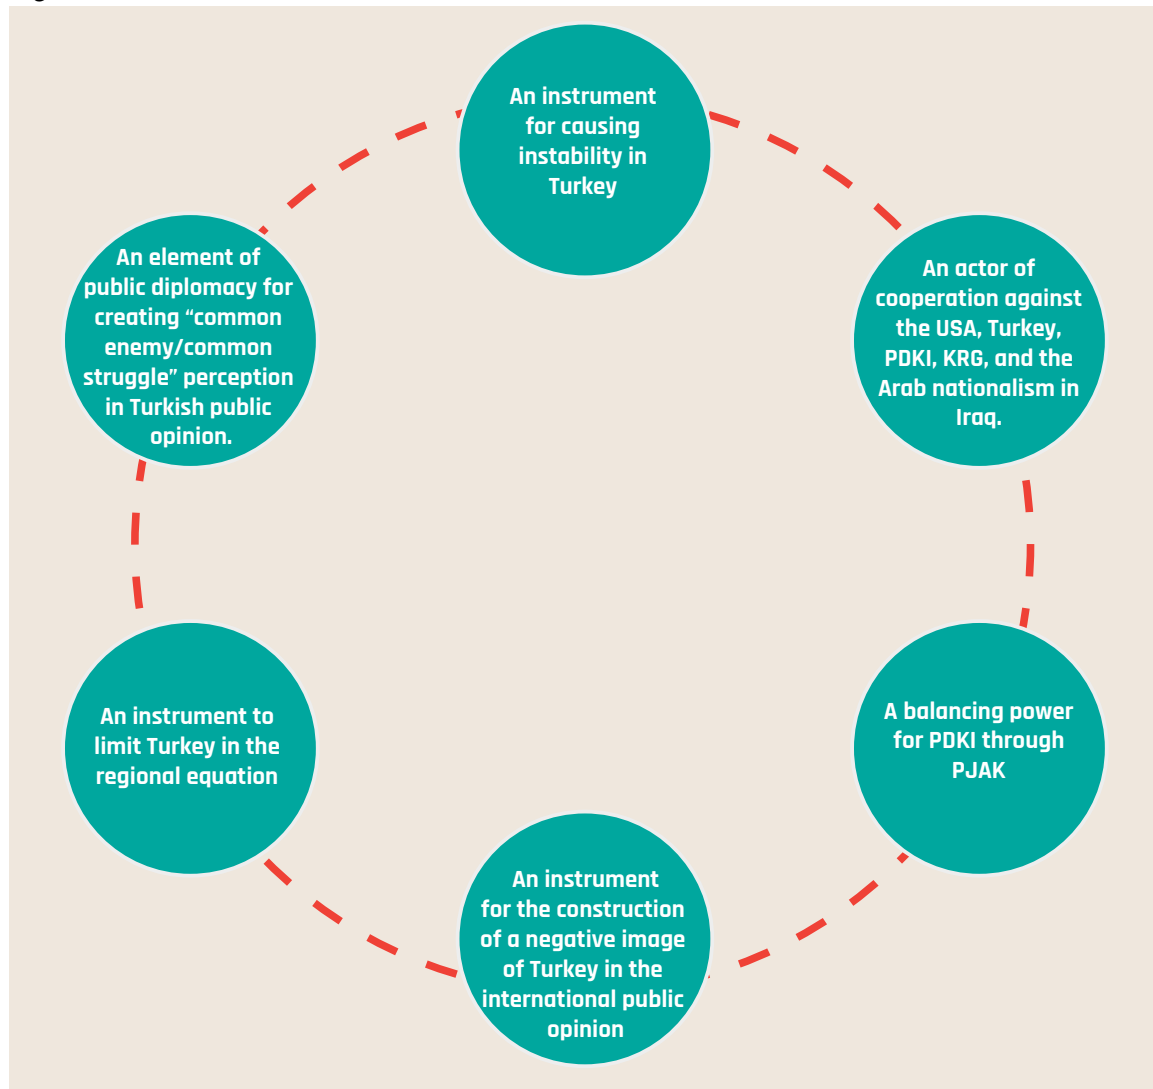 An instrument
for causing
instability in
Turkey
An actor of
cooperation against
the USA, Turkey,
PDKI, KRG, and the
Arab nationalism in
Iraq.
A balancing power
for PDKI through
PJAK
An instrument
for the construction
of a negative image
of Turkey in the
international public
opinion
An instrument to
limit Turkey in the
regional equation
An element of
public diplomacy for
creating “common
enemy/common
struggle” perception
in Turkish public
opinion.